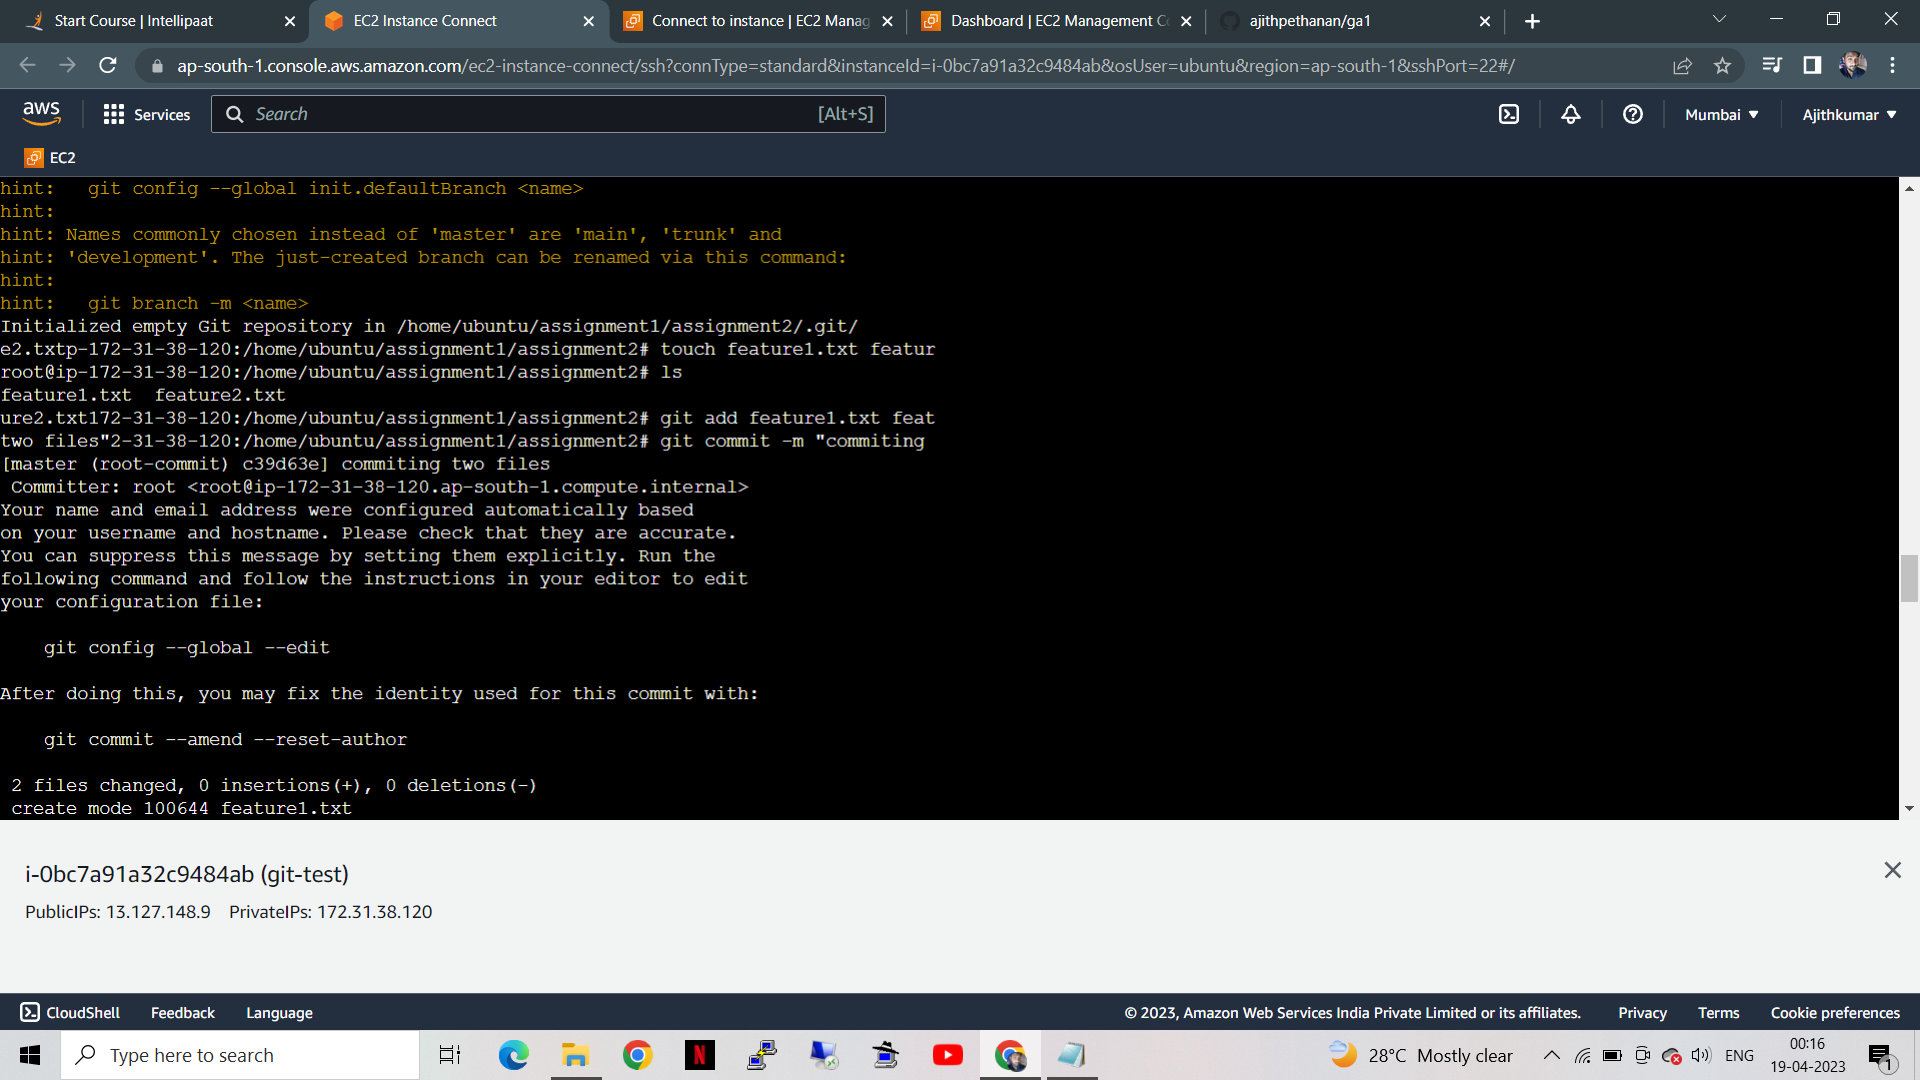 Start Course | Intellipaat
EC2 Instance Connect
Connect to instance | EC2 Manag
Dashboard | EC2 Management Co
ajithpethanan/ga1
ap-south-1.console.aws.amazon.com/ec2-instance-connect/ssh?connType=standard&instanceId=i-0bc7a91a32c9484ab&osUser=ubuntu&region=ap-south-1&sshPort=22#/
aws
Services
Search
[Alt+S]
Mumbai
Ajithkumar
EC2
hint:   git config --global init.defaultBranch <name>
hint:
hint: Names commonly chosen instead of 'master' are 'main', 'trunk' and
hint: 'development'. The just-created branch can be renamed via this command:
hint:
hint:   git branch -m <name>
Initialized empty Git repository in /home/ubuntu/assignment1/assignment2/.git/
e2.txtp-172-31-38-120:/home/ubuntu/assignment1/assignment2# touch feature1.txt featur
root@ip-172-31-38-120:/home/ubuntu/assignment1/assignment2# ls
feature1.txt  feature2.txt
ure2.txt172-31-38-120:/home/ubuntu/assignment1/assignment2# git add feature1.txt feat
two files"2-31-38-120:/home/ubuntu/assignment1/assignment2# git commit -m "commiting
[master (root-commit) c39d63e] commiting two files
 Committer: root <root@ip-172-31-38-120.ap-south-1.compute.internal>
Your name and email address were configured automatically based
on your username and hostname. Please check that they are accurate.
You can suppress this message by setting them explicitly. Run the
following command and follow the instructions in your editor to edit
your configuration file:
    git config --global --edit
After doing this, you may fix the identity used for this commit with:
    git commit --amend --reset-author
 2 files changed, 0 insertions(+), 0 deletions(-)
 create mode 100644 feature1.txt
i-0bc7a91a32c9484ab (git-test)
PublicIPs: 13.127.148.9   PrivateIPs: 172.31.38.120
CloudShell
Feedback
Language
© 2023, Amazon Web Services India Private Limited or its affiliates.
Privacy
Terms
Cookie preferences
Type here to search
N
28°C  Mostly clear
ENG
00:16
19-04-2023
1